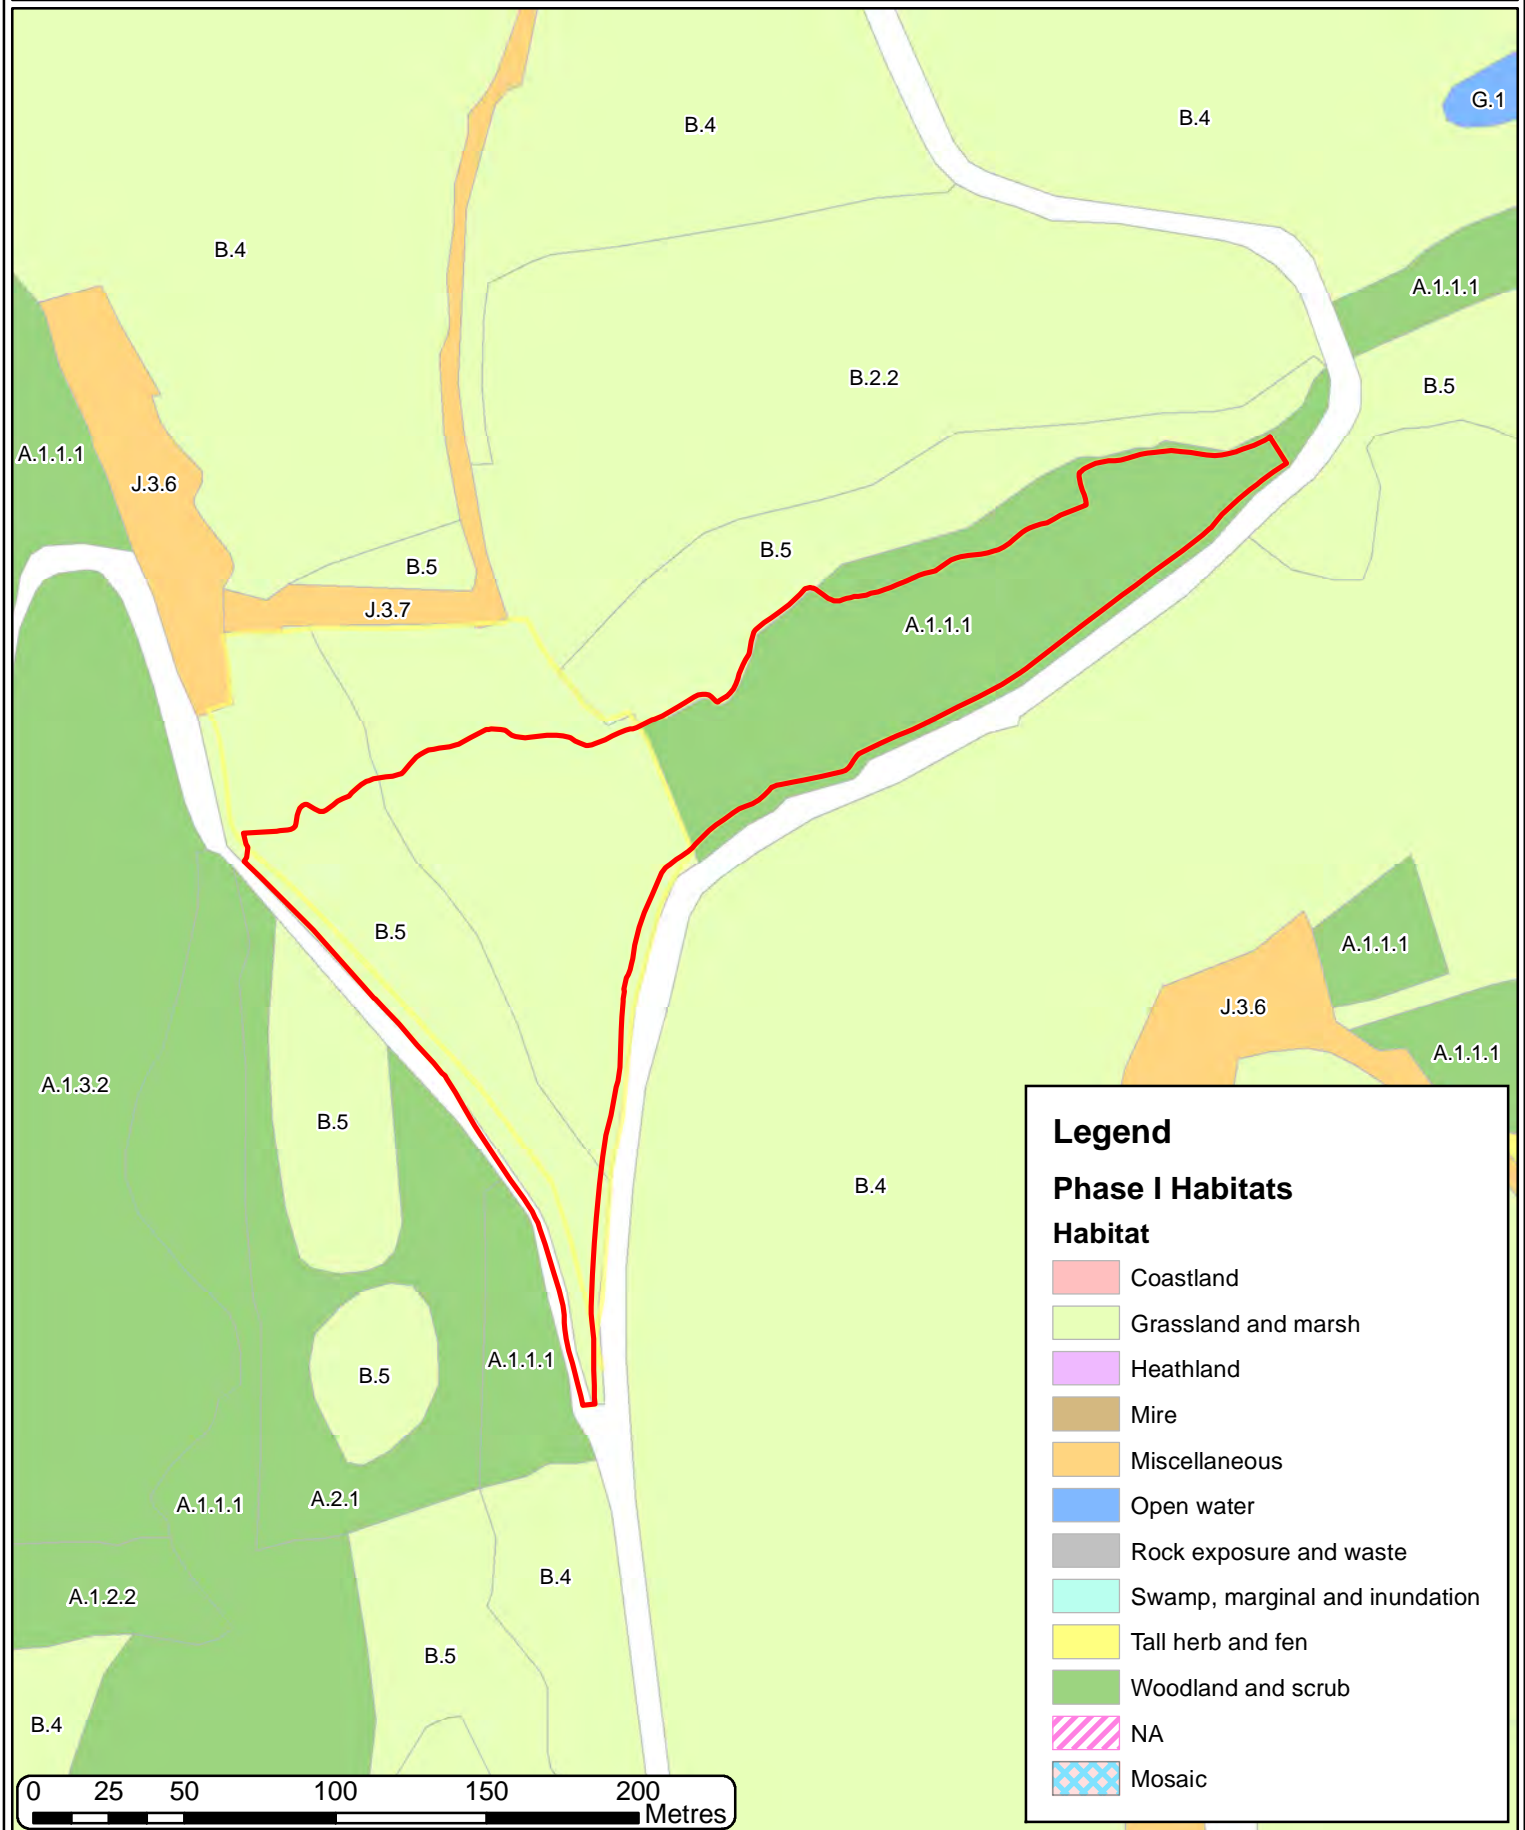 G.1
B.4
B.4
B.4
A.1.1.1
B.2.2
B.5
A.1.1.1
J.3.6
B.5
B.5
J.3.7
A.1.1.1
B.5
A.1.1.1
J.3.6
A.1.1.1
A.1.3.2
B.5
B.4
A.1.1.1
B.5
A.1.1.1
A.2.1
B.4
A.1.2.2
B.5
B.4
Legend
Phase I Habitats
Habitat
Coastland
Grassland and marsh
Heathland
Mire
Miscellaneous
Open water
Rock exposure and waste
Swamp, marginal and inundation
Tall herb and fen
Woodland and scrub
NA
Mosaic
0 25 50 100 150 200
Metres